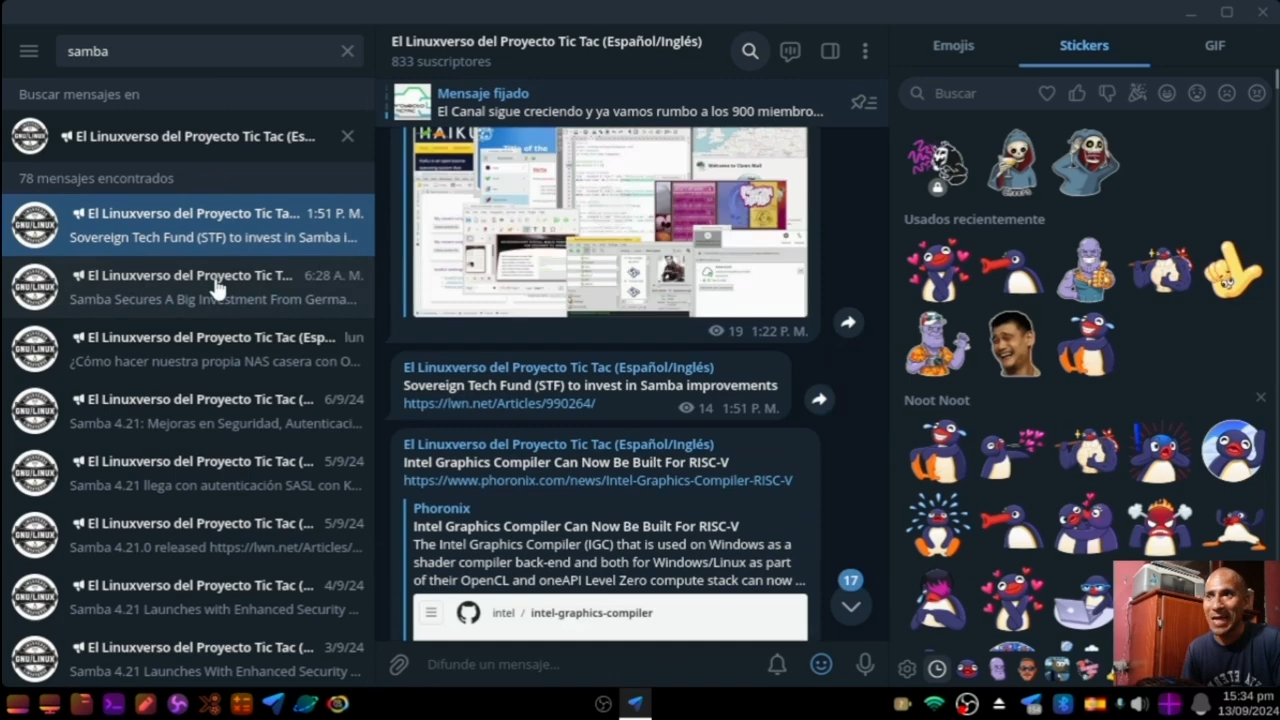 samba
Buscar mensajes en
El Linuxverso del Proyecto Tic Tac (Es...
78 mensajes encontrados
El Linuxverso del Proyecto Tic Ta... 1:51 P. M.
Sovereign Tech Fund (STF) to invest in Samba i...
El Linuxverso del Proyecto Tic T... 6:28 A. M.
Samba Secures A Big Investment From Germa...
El Linuxverso del Proyecto Tic Tac (Esp... lun
¿Cómo hacer nuestra propia NAS casera con O...
El Linuxverso del Proyecto Tic Tac (... 6/9/24
Samba 4.21: Mejoras en Seguridad, Autenticaci...
El Linuxverso del Proyecto Tic Tac (... 5/9/24
Samba 4.21 llega con autenticación SASL con K...
El Linuxverso del Proyecto Tic Tac (... 5/9/24
Samba 4.21.0 released https://lwn.net/Articles/...
El Linuxverso del Proyecto Tic Tac (... 4/9/24
Samba 4.21 Launches with Enhanced Security ...
El Linuxverso del Proyecto Tic Tac (... 3/9/24
Samba 4.21 Launches With Enhanced Security ...
El Linuxverso del Proyecto Tic Tac (Español/Inglés)
833 suscriptores
Mensaje fijado
El Canal sigue creciendo y ya vamos rumbo a los 900 miembro...
HAIKU
19 1:22 P. M.
El Linuxverso del Proyecto Tic Tac (Español/Inglés)
Sovereign Tech Fund (STF) to invest in Samba improvements
https://lwn.net/Articles/990264/
14 1:51 P. M.
El Linuxverso del Proyecto Tic Tac (Español/Inglés)
Intel Graphics Compiler Can Now Be Built For RISC-V
https://www.phoronix.com/news/Intel-Graphics-Compiler-RISC-V
Phoronix
Intel Graphics Compiler Can Now Be Built For RISC-V
The Intel Graphics Compiler (IGC) that is used on Windows as a
shader compiler back-end and both for Windows/Linux as part
of their OpenCL and oneAPI Level Zero compute stack can now ...
17
intel / intel-graphics-compiler
Difunde un mensaje...
Emojis
Stickers
GIF
Buscar
Usados recientemente
Noot Noot
15:34 pm
13/09/2024